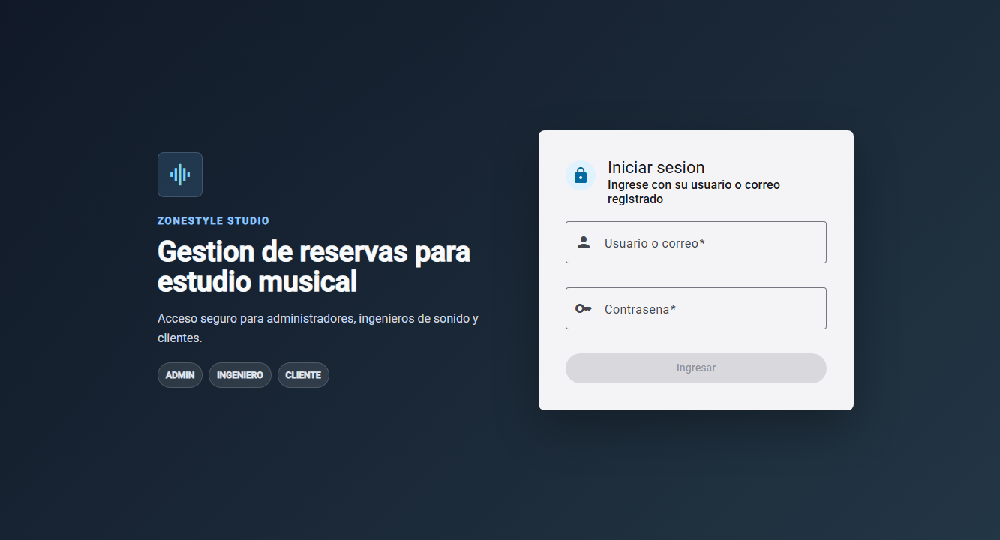 ZONESTYLE STUDIO
Gestion de reservas para
estudio musical
Acceso seguro para administradores, ingenieros de sonido y
clientes.
ADMIN
INGENIERO
CLIENTE
Iniciar sesion
Ingrese con su usuario o correo
registrado
Usuario o correo*
Contrasena*
Ingresar